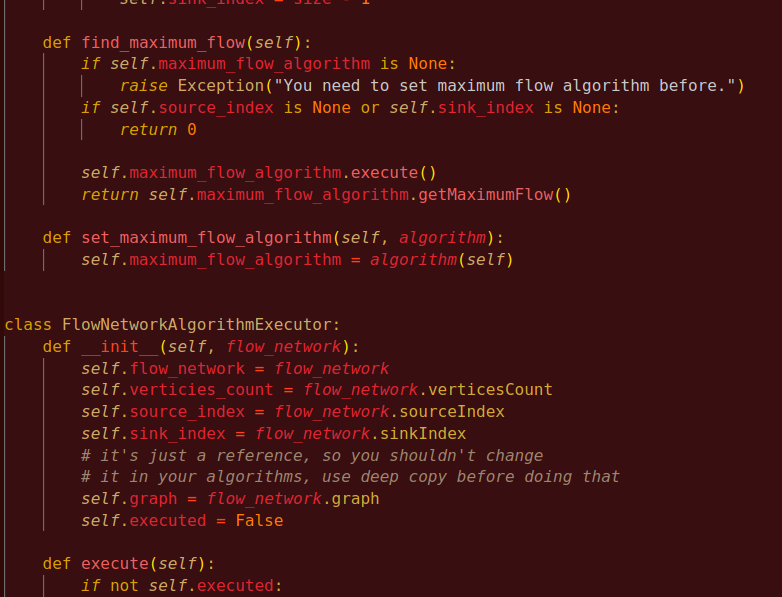 self.sink_index = size - 1
def find_maximum_flow(self):
if self.maximum_flow_algorithm is None:
raise Exception("You need to set maximum flow algorithm before.")
if self.source_index is None or self.sink_index is None:
return 0
self.maximum_flow_algorithm.execute()
return self.maximum_flow_algorithm.getMaximumFlow()
def set_maximum_flow_algorithm(self, algorithm):
self.maximum_flow_algorithm = algorithm(self)
class FlowNetworkAlgorithmExecutor:
def __init__(self, flow_network):
self.flow_network = flow_network
self.verticies_count = flow_network.verticesCount
self.source_index = flow_network.sourceIndex
self.sink_index = flow_network.sinkIndex
# it's just a reference, so you shouldn't change
# it in your algorithms, use deep copy before doing that
self.graph = flow_network.graph
self.executed = False
def execute(self):
if not self.executed: